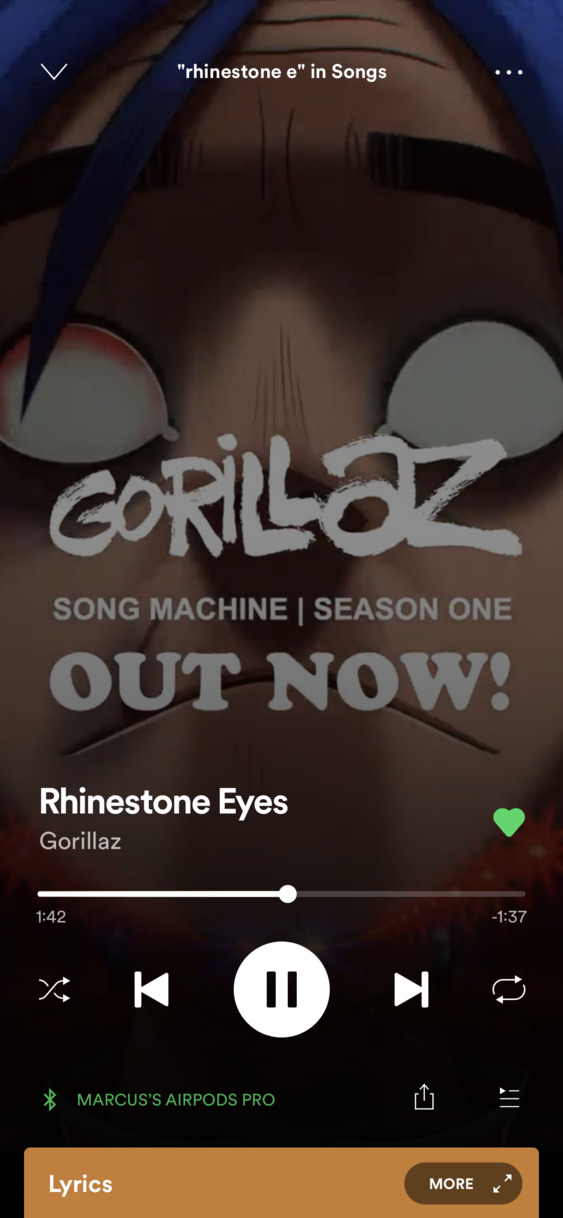 "rhinestone e" in Songs
GORiLLAZ
SONG MACHINE | SEASON ONE
OUT NOW!
Rhinestone Eyes
Gorillaz
1:42
-1:37
MARCUS'S AIRPODS PRO
Lyrics
MORE